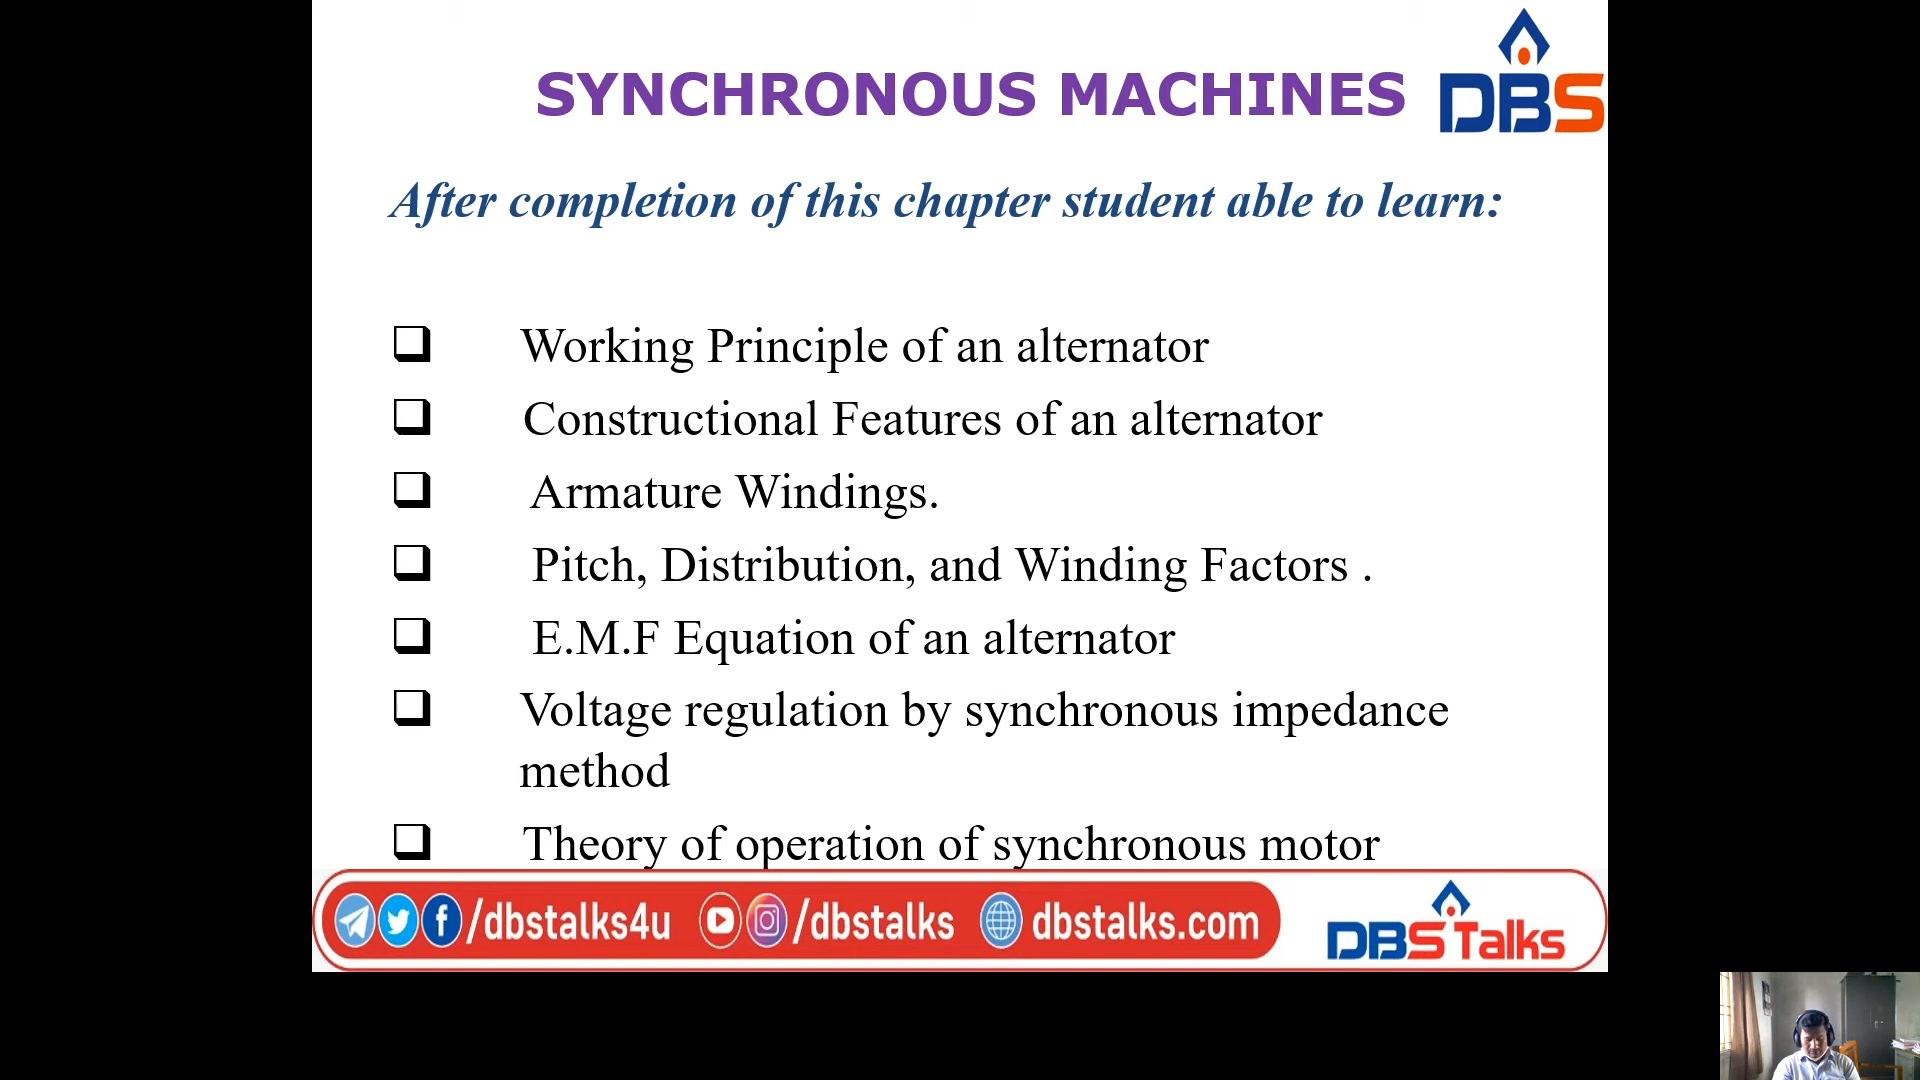 SYNCHRONOUS MACHINES
DBS
After completion of this chapter student able to learn:
Working Principle of an alternator
Constructional Features of an alternator
Armature Windings.
Pitch, Distribution, and Winding Factors .
E.M.F Equation of an alternator
Voltage regulation by synchronous impedance
method
Theory of operation of synchronous motor
/dbstalks4u /dbstalks dbstalks.com
DBS Talks